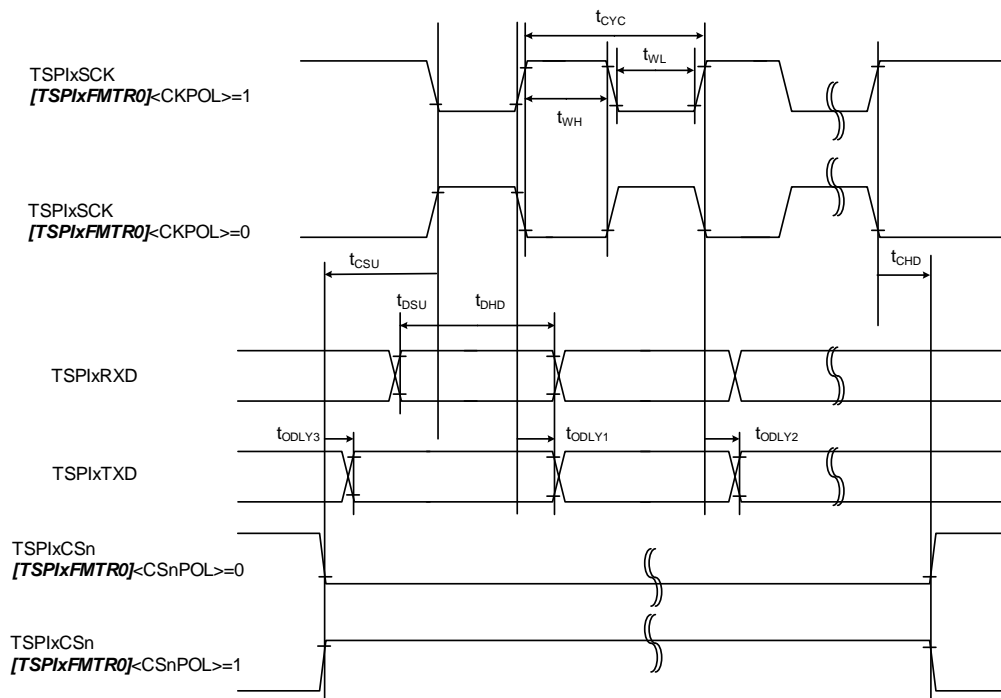 tCYC
tWL
TSPIxSCK
[TSPIxFMTR0]<CKPOL>=1
tWH
TSPIxSCK
[TSPIxFMTR0]<CKPOL>=0
tCSU
tCHD
tDSU
tDHD
TSPIxRXD
tODLY3
tODLY1
tODLY2
TSPIxTXD
TSPIxCSn
[TSPIxFMTR0]<CSnPOL>=0
TSPIxCSn
[TSPIxFMTR0]<CSnPOL>=1